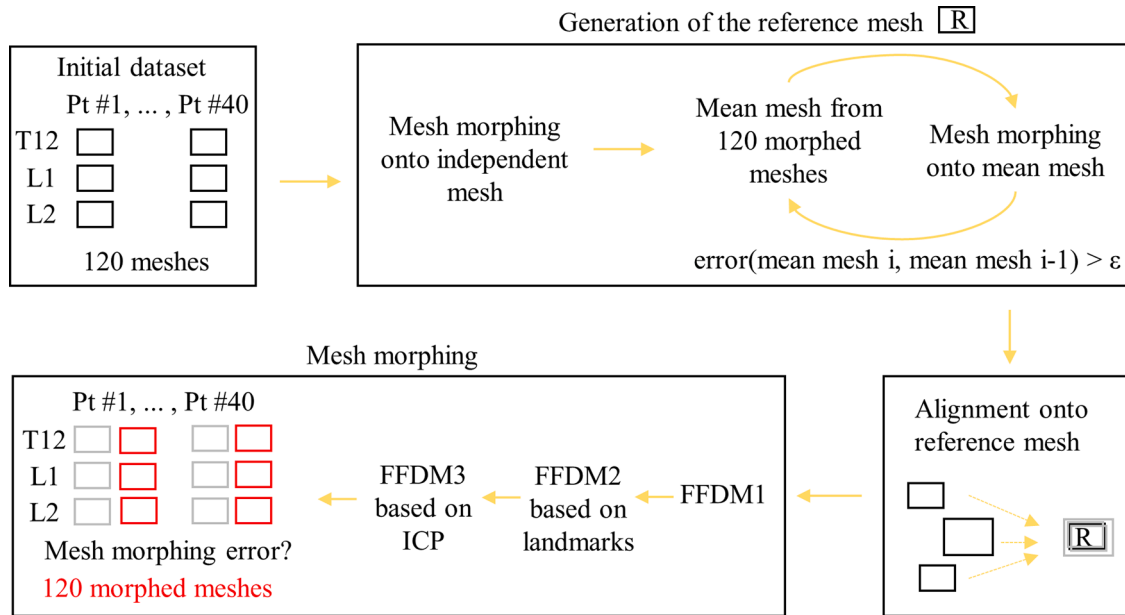 Generation of the reference mesh R
Initial dataset
Pt #1, ... , Pt #40
T12
L1
L2
120 meshes
Mesh morphing
onto independent
mesh
Mean mesh from
120 morphed
meshes
Mesh morphing
onto mean mesh
error(mean mesh i, mean mesh i-1) > ε
Alignment onto
reference mesh
R
Mesh morphing
FFDM1
FFDM2
based on
landmarks
FFDM3
based on
ICP
Pt #1, ... , Pt #40
T12
L1
L2
Mesh morphing error?
120 morphed meshes